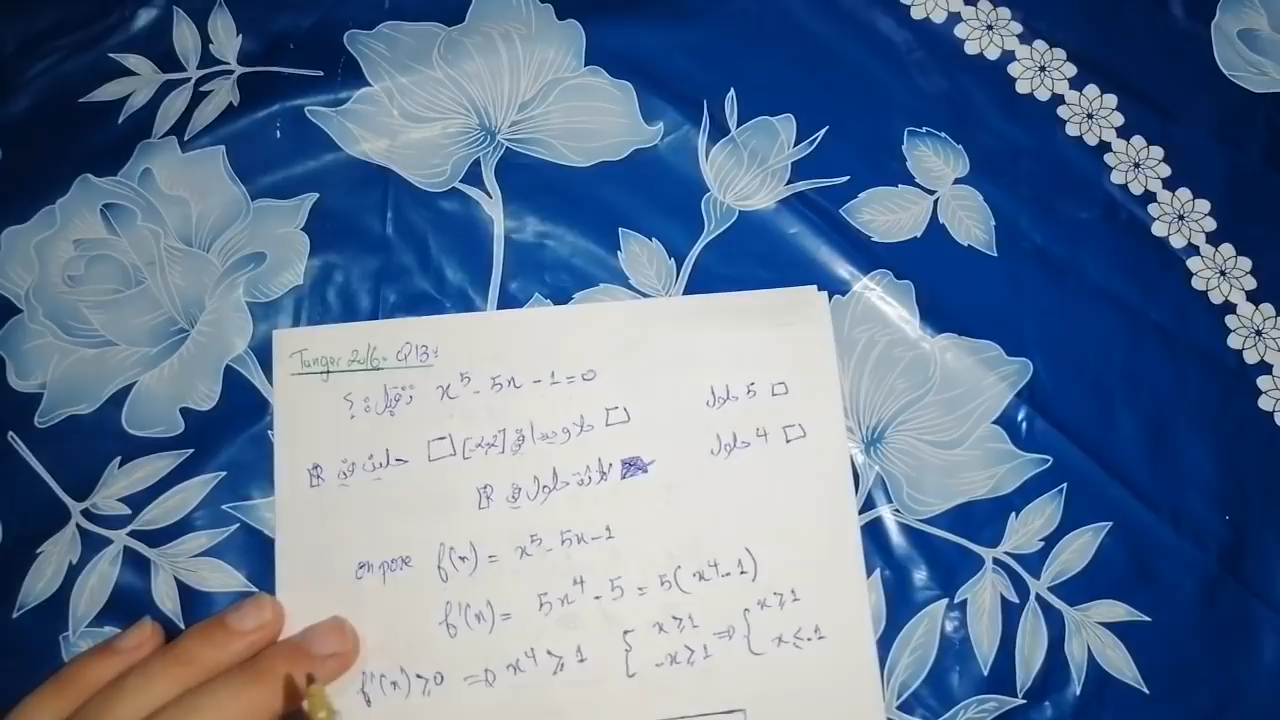 Tanger 2016. Q13:
x⁵ - 5x - 1 = 0 تقبل :؟
□ 5 حلول
□ حلا وحيدا في [-2,2] □ حلين في ℝ
□ 4 حلول
ثلاثة حلول في ℝ
on pose f(x) = x⁵ - 5x - 1
f'(x) = 5x⁴ - 5 = 5(x⁴ - 1)
f'(x) ≥ 0 ⇒ x⁴ ≥ 1 { x ≥ 1 -x ≥ 1 ⇒ { x ≥ 1 x ≤ -1